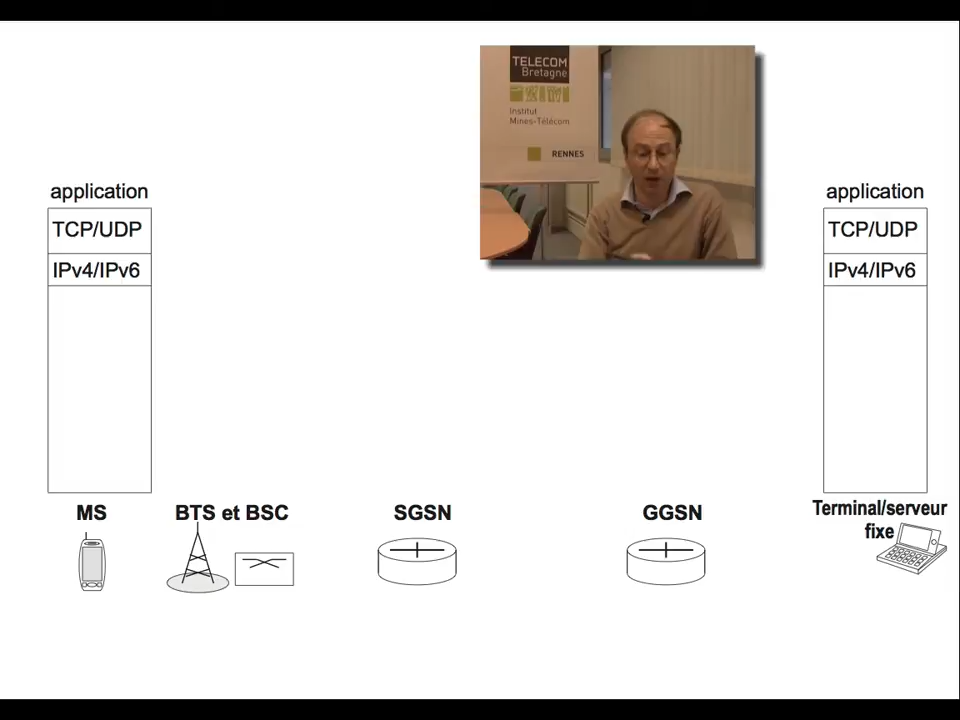 TELECOM
Bretagne
Institut
Mines-Télécom
RENNES
application
TCP/UDP
IPv4/IPv6
application
TCP/UDP
IPv4/IPv6
MS
BTS et BSC
SGSN
GGSN
Terminal/serveur
fixe